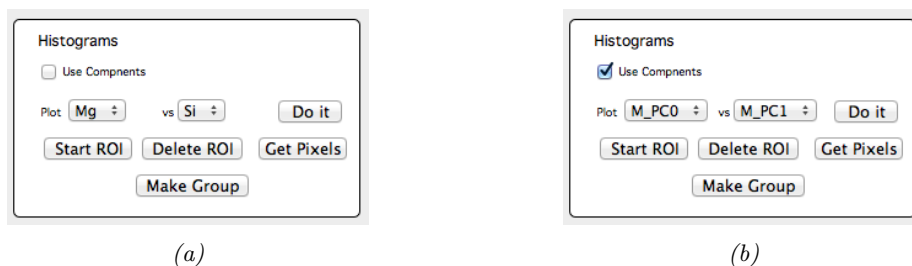 Histograms
Use Compnents
Plot Mg vs Si Do it
Start ROI Delete ROI Get Pixels
Make Group
(a)
Histograms
Use Compnents
Plot M_PC0 vs M_PC1 Do it
Start ROI Delete ROI Get Pixels
Make Group
(b)